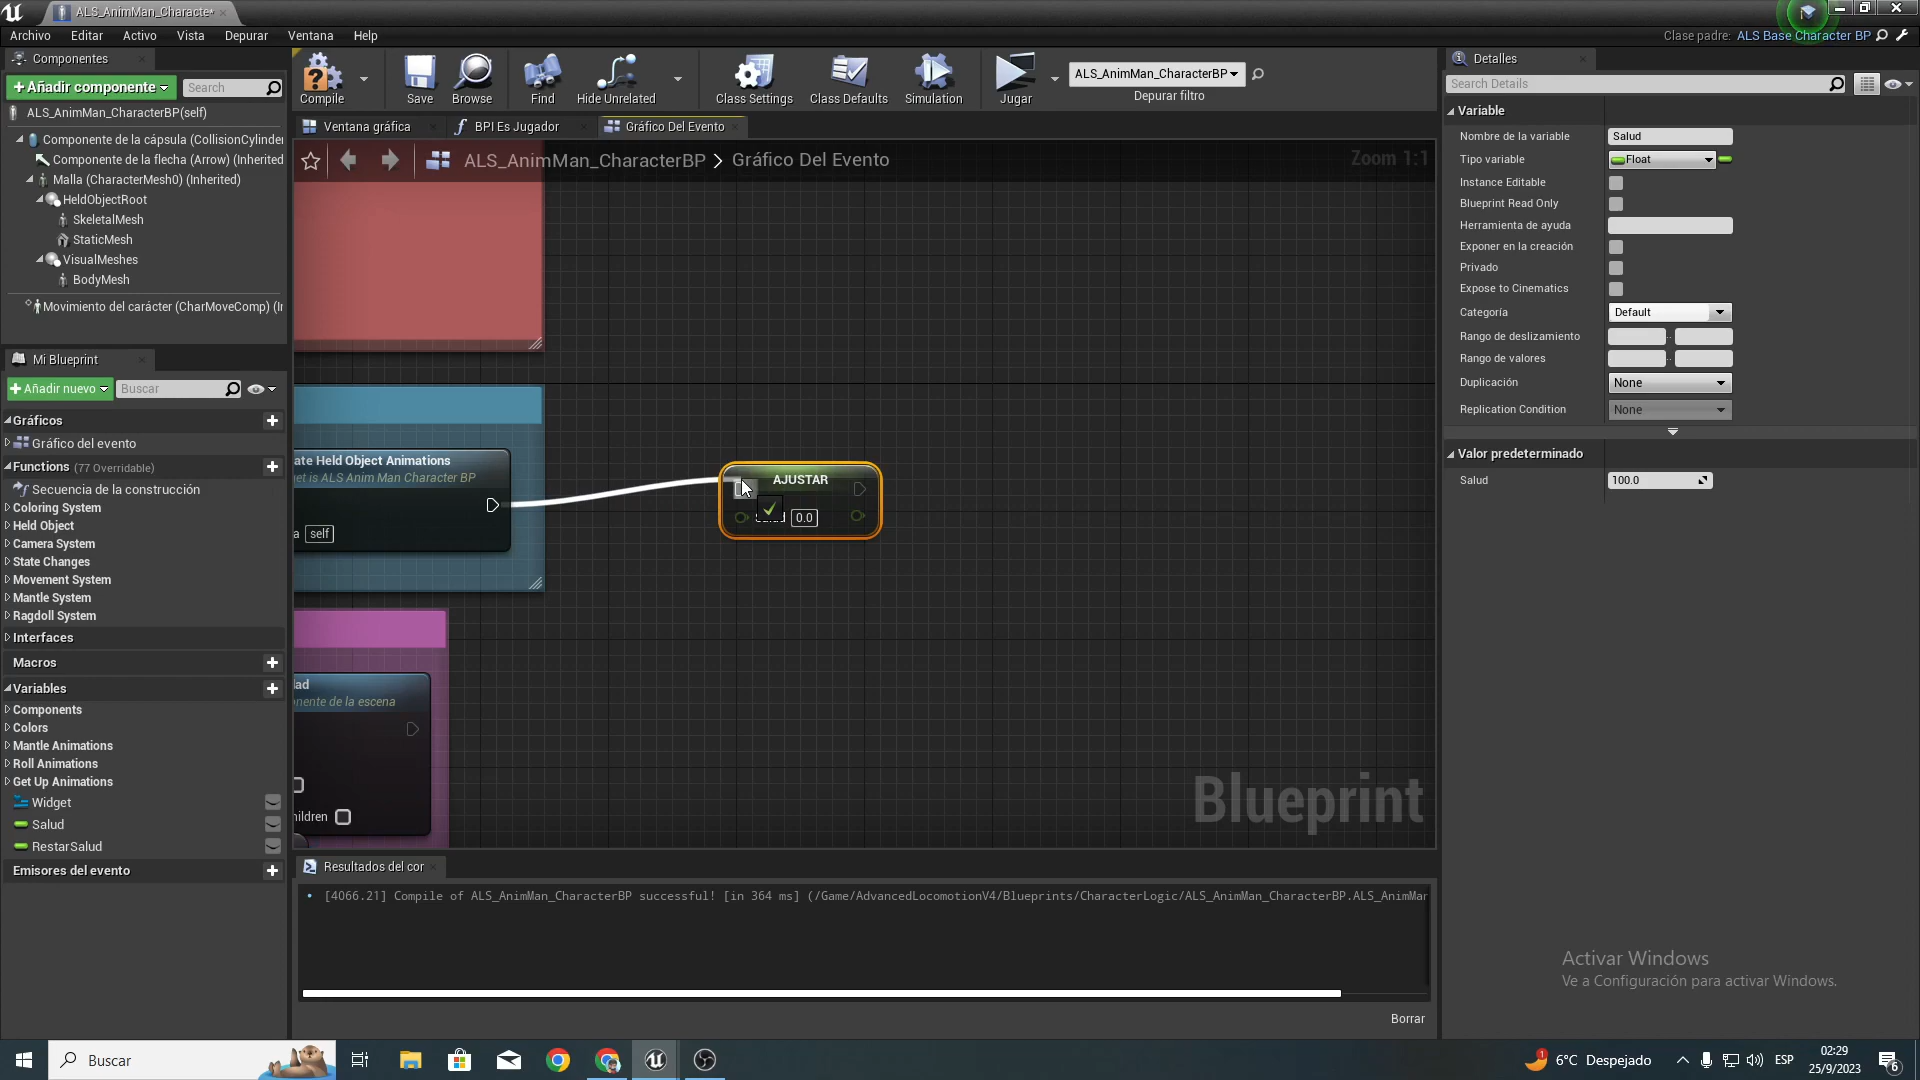 ALS_AnimMan_Characte*
Archivo Editar Activo Vista Depurar Ventana Help
Clase padre: ALS Base Character BP
Componentes
+Añadir componente
Search
ALS_AnimMan_CharacterBP(self)
Componente de la cápsula (CollisionCylinder
Componente de la flecha (Arrow) (Inherited
Malla (CharacterMesh0) (Inherited)
HeldObjectRoot
SkeletalMesh
StaticMesh
VisualMeshes
BodyMesh
Movimiento del carácter (CharMoveComp) (I
Mi Blueprint
+Añadir nuevo
Buscar
Gráficos
Gráfico del evento
Functions (77 Overridable)
Secuencia de la construcción
Coloring System
Held Object
Camera System
State Changes
Movement System
Mantle System
Ragdoll System
Interfaces
Macros
Variables
Components
Colors
Mantle Animations
Roll Animations
Get Up Animations
Widget
Salud
RestarSalud
Emisores del evento
Compile
Save
Browse
Find
Hide Unrelated
Class Settings
Class Defaults
Simulation
Jugar
ALS_AnimMan_CharacterBP
Depurar filtro
Ventana gráfica
BPI Es Jugador
Gráfico Del Evento
ALS_AnimMan_CharacterBP > Gráfico Del Evento
Zoom 1:1
ate Held Object Animations
get is ALS Anim Man Character BP
a self
AJUSTAR
0.0
lad
onente de la escena
hildren
Blueprint
Resultados del cor
[4066.21] Compile of ALS_AnimMan_CharacterBP successful! [in 364 ms] (/Game/AdvancedLocomotionV4/Blueprints/CharacterLogic/ALS_AnimMan_CharacterBP.ALS_AnimMar
Borrar
Detalles
Search Details
Variable
Nombre de la variable Salud
Tipo variable Float
Instance Editable
Blueprint Read Only
Herramienta de ayuda
Exponer en la creación
Privado
Expose to Cinematics
Categoría Default
Rango de deslizamiento
Rango de valores
Duplicación None
Replication Condition None
Valor predeterminado
Salud 100.0
Activar Windows
Ve a Configuración para activar Windows.
Buscar
1
6°C Despejado
ESP
02:29
25/9/2023
6